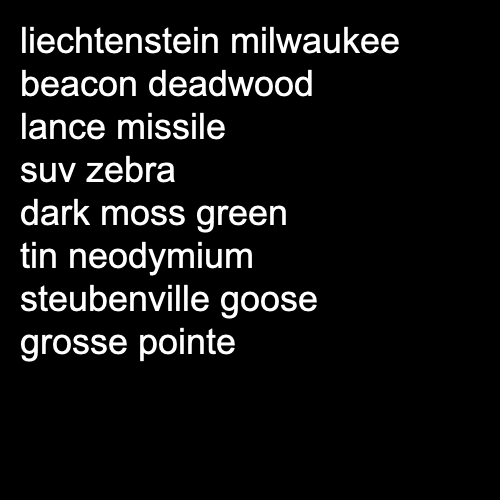 liechtenstein milwaukee
beacon deadwood
lance missile
suv zebra
dark moss green
tin neodymium
steubenville goose
grosse pointe